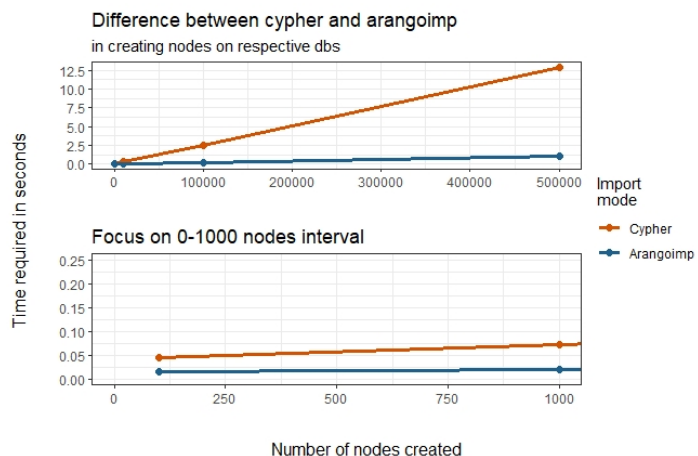 Difference between cypher and arangoimp
in creating nodes on respective dbs
12.5
10.0
7.5
5.0
2.5
0.0
0 100000 200000 300000 400000 500000
Focus on 0-1000 nodes interval
0.25
0.20
0.15
0.10
0.05
0.00
0 250 500 750 1000
Time required in seconds
Number of nodes created
Import
mode
Cypher
Arangoimp